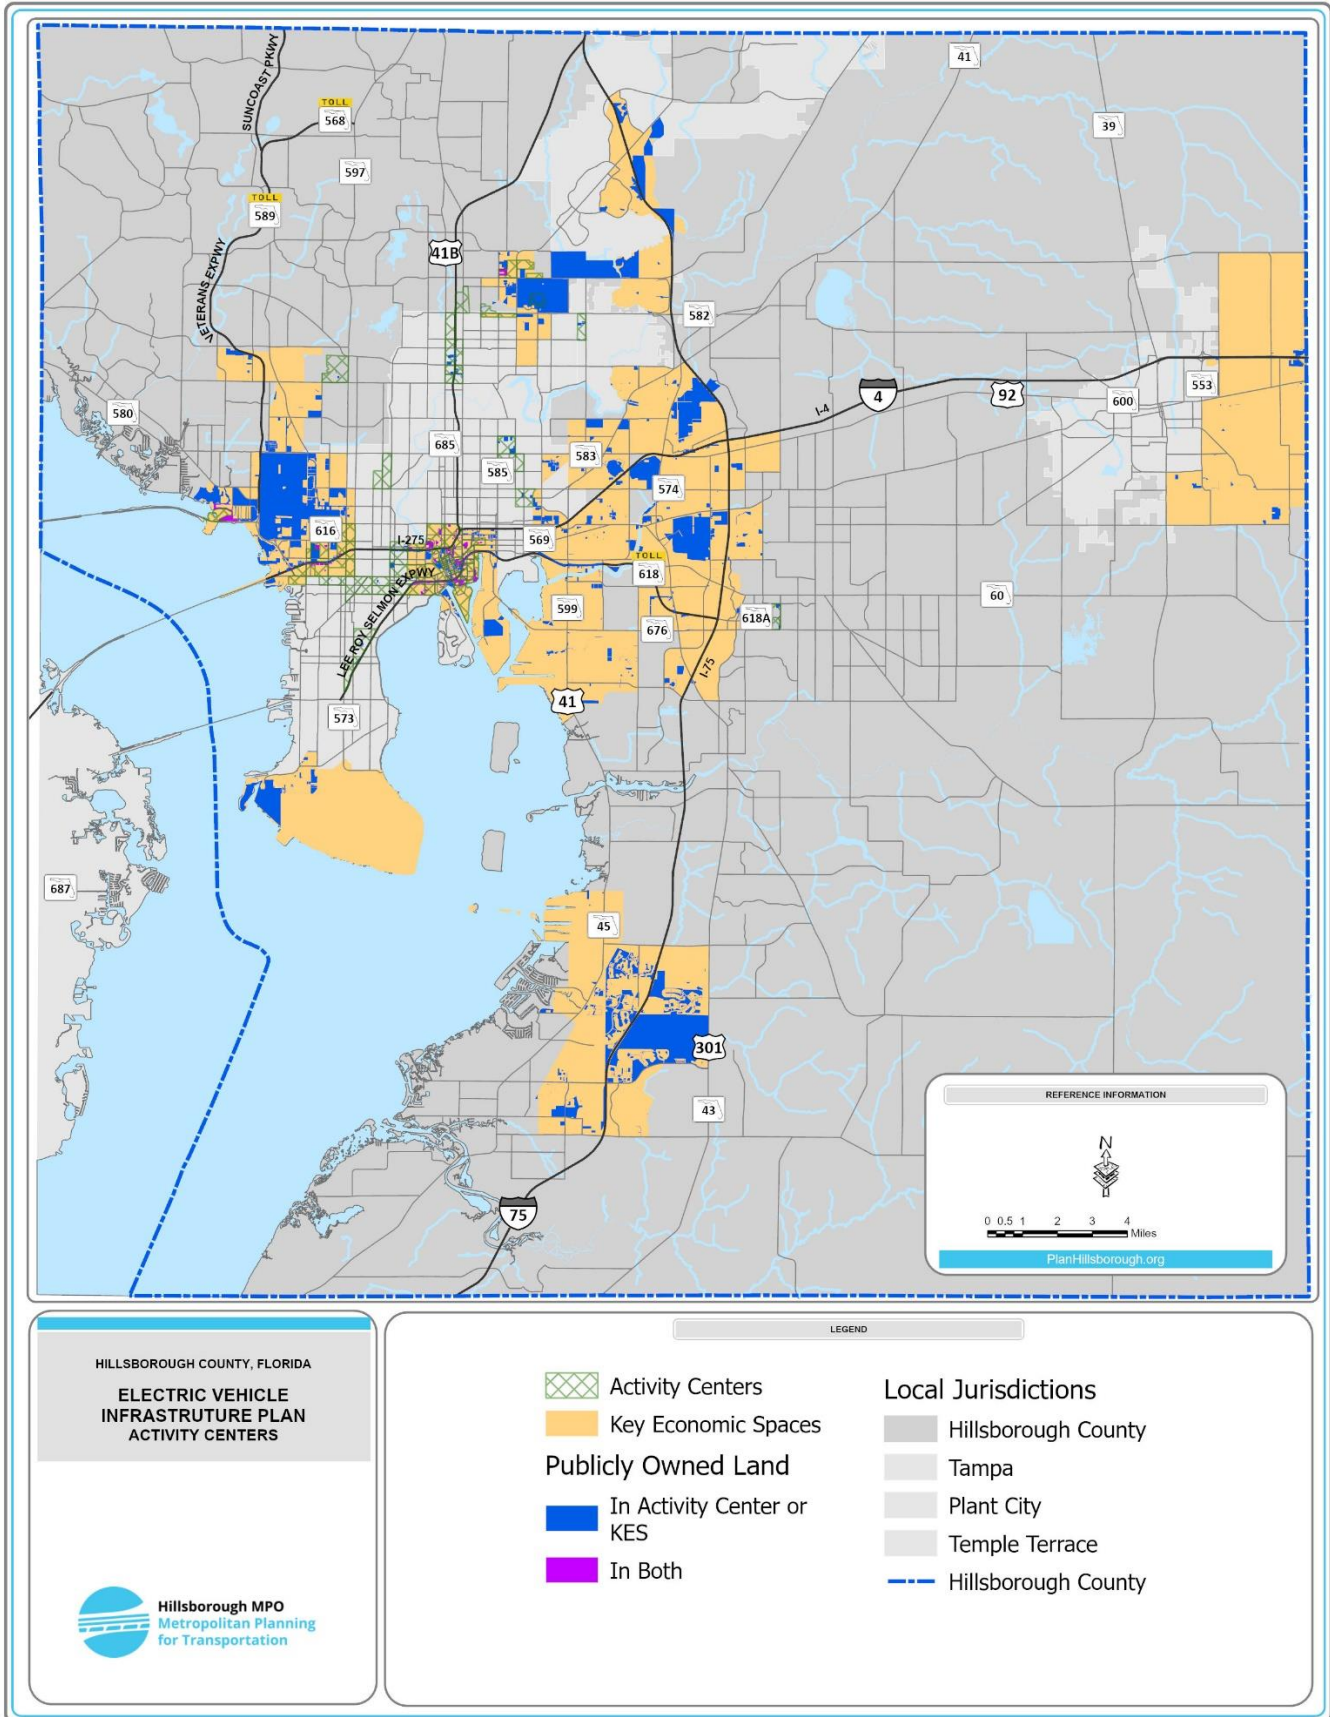 SUNCOAST PKWY
TOLL
568
41
39
597
TOLL
589
VETERANS EXPWY
41B
582
580
4
92
I-4
600
553
685
585
583
574
616
I-275
569
TOLL
618
LEE ROY SELMON EXPWY
599
676
618A
60
I-75
41
573
687
45
301
43
75
REFERENCE INFORMATION
N
0 0.5 1 2 3 4
Miles
PlanHillsborough.org
HILLSBOROUGH COUNTY, FLORIDA
ELECTRIC VEHICLE
INFRASTRUTURE PLAN
ACTIVITY CENTERS
Hillsborough MPO
Metropolitan Planning
for Transportation
LEGEND
Activity Centers
Key Economic Spaces
Publicly Owned Land
In Activity Center or
KES
In Both
Local Jurisdictions
Hillsborough County
Tampa
Plant City
Temple Terrace
Hillsborough County